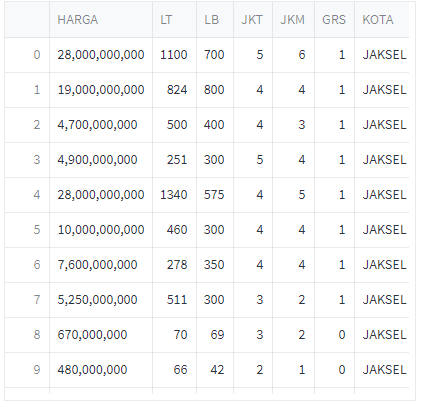 HARGA LT LB JKT JKM GRS KOTA
0 28,000,000,000 1100 700 5 6 1 JAKSEL
1 19,000,000,000 824 800 4 4 1 JAKSEL
2 4,700,000,000 500 400 4 3 1 JAKSEL
3 4,900,000,000 251 300 5 4 1 JAKSEL
4 28,000,000,000 1340 575 4 5 1 JAKSEL
5 10,000,000,000 460 300 4 4 1 JAKSEL
6 7,600,000,000 278 350 4 4 1 JAKSEL
7 5,250,000,000 511 300 3 2 1 JAKSEL
8 670,000,000 70 69 3 2 0 JAKSEL
9 480,000,000 66 42 2 1 0 JAKSEL